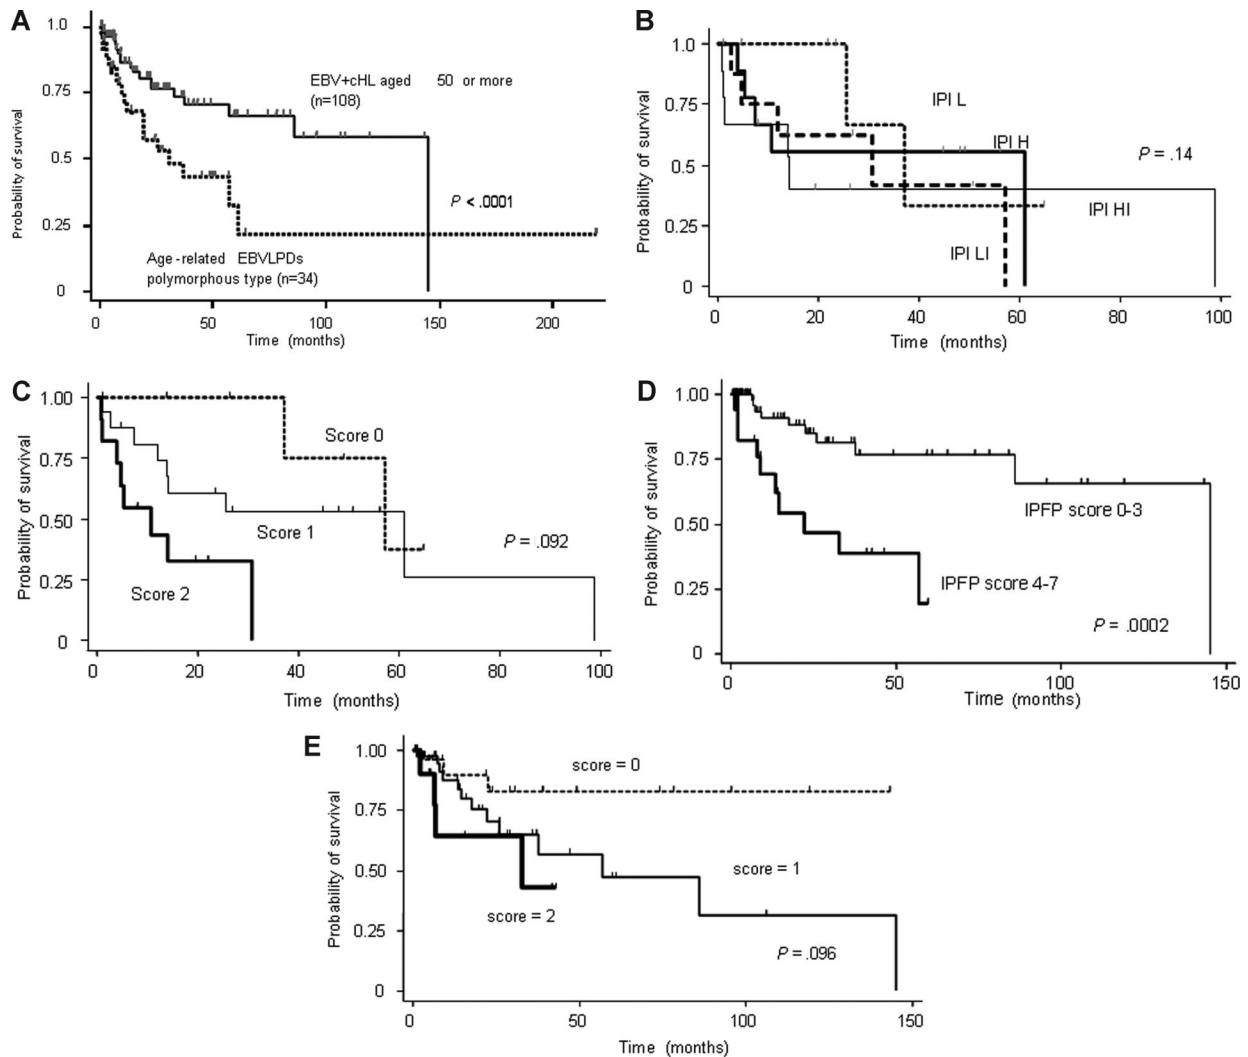 A
1.0
0.75
0.5
0.25
0
Probability of survival
EBV+cHL aged 50 or more
(n=108)
P < .0001
Age-related EBVLPDs
polymorphous type (n=34)
0 50 100 150 200
Time (months)
B
1.0
0.75
0.5
0.25
0
Probability of survival
IPI L
IPI H
P = .14
IPI HI
IPI LI
0 20 40 60 80 100
Time (months)
C
1.00
0.75
0.50
0.25
0
Probability of survival
Score 0
Score 1
P = .092
Score 2
0 20 40 60 80 100
Time (months)
D
1.00
0.75
0.50
0.25
0
Probability of survival
IPFP score 0-3
IPFP score 4-7
P = .0002
0 50 100 150
Time (months)
E
1.00
0.75
0.50
0.25
0
Probability of survival
score = 0
score = 1
score = 2
P = .096
0 50 100 150
Time (months)